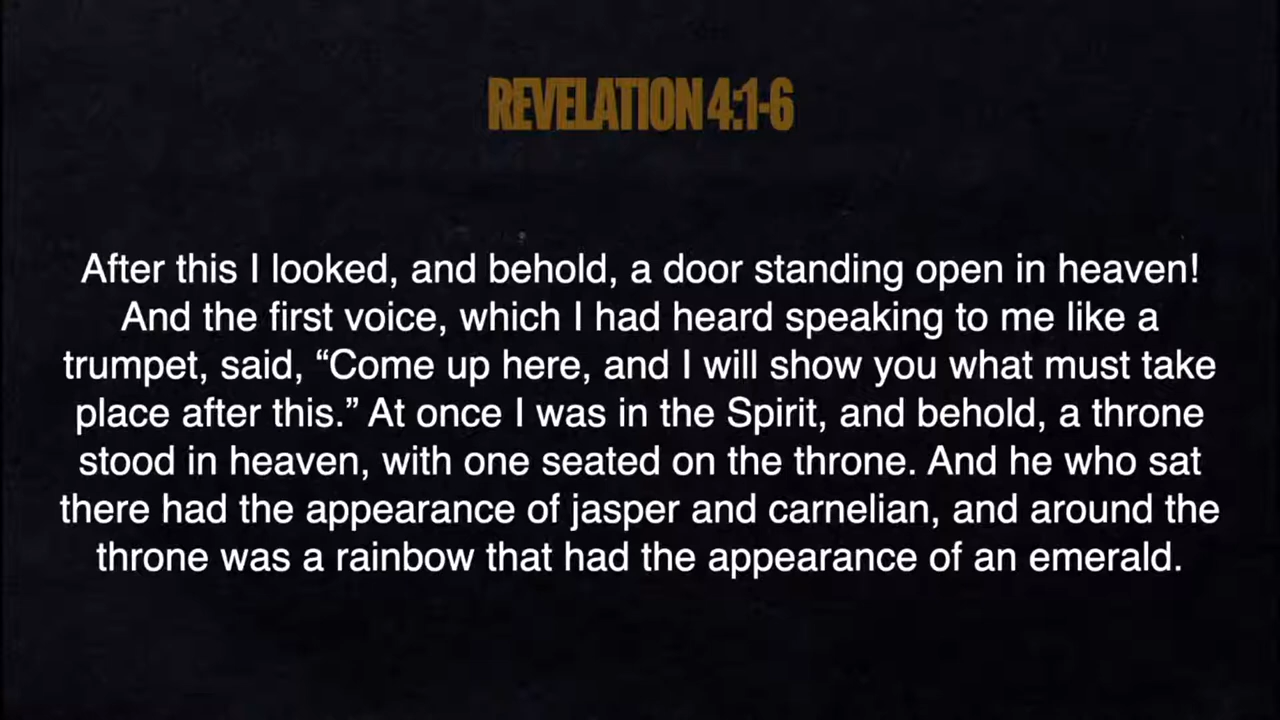 REVELATION 4:1-6
After this I looked, and behold, a door standing open in heaven!
And the first voice, which I had heard speaking to me like a
trumpet, said, “Come up here, and I will show you what must take
place after this.” At once I was in the Spirit, and behold, a throne
stood in heaven, with one seated on the throne. And he who sat
there had the appearance of jasper and carnelian, and around the
throne was a rainbow that had the appearance of an emerald.